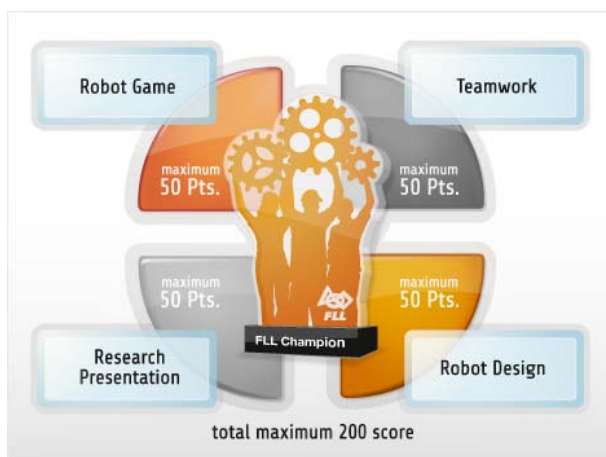 Robot Game
Teamwork
maximum
50 Pts.
maximum
50 Pts.
maximum
50 Pts.
maximum
50 Pts.
FLL
FLL Champion
Research
Presentation
Robot Design
total maximum 200 score